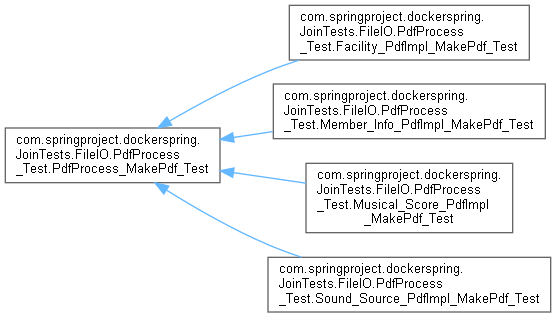 com.springproject.dockerspring.
JoinTests.FileIO.PdfProcess
_Test.Facility_PdfImpl_MakePdf_Test
com.springproject.dockerspring.
JoinTests.FileIO.PdfProcess
_Test.Member_Info_PdfImpl_MakePdf_Test
com.springproject.dockerspring.
JoinTests.FileIO.PdfProcess
_Test.PdfProcess_MakePdf_Test
com.springproject.dockerspring.
JoinTests.FileIO.PdfProcess
_Test.Musical_Score_PdfImpl
_MakePdf_Test
com.springproject.dockerspring.
JoinTests.FileIO.PdfProcess
_Test.Sound_Source_PdfImpl_MakePdf_Test